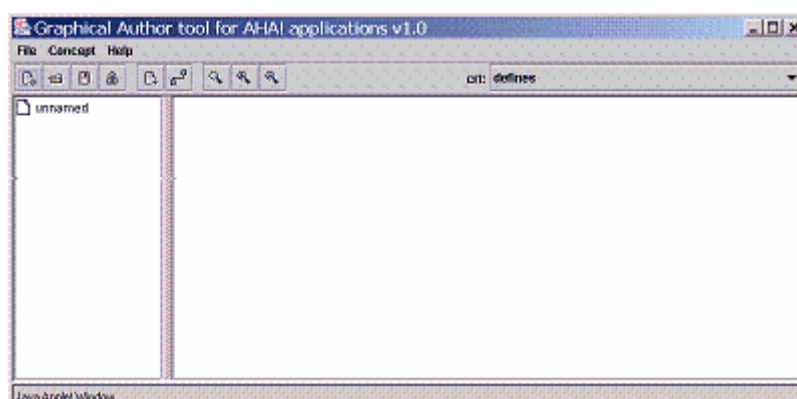 Graphical Author tool for AHA! applications v1.0
File Concept Help
crt: defines
unnamed
Java Applet Window